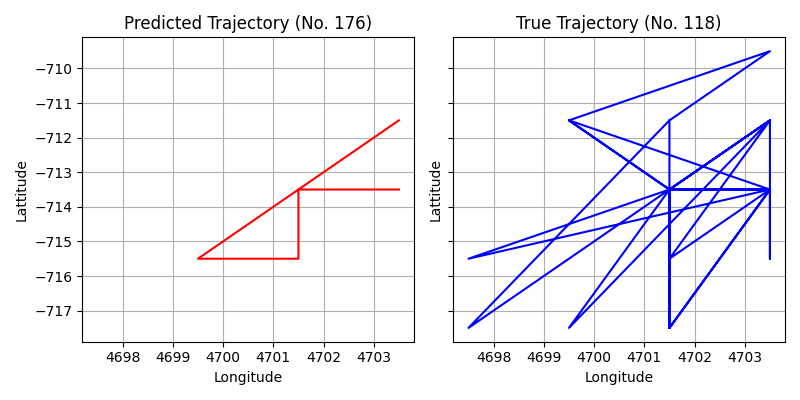 Predicted Trajectory (No. 176)
True Trajectory (No. 118)
−710
−711
−712
−713
−714
−715
−716
−717
Lattitude
Lattitude
4698 4699 4700 4701 4702 4703
4698 4699 4700 4701 4702 4703
Longitude
Longitude